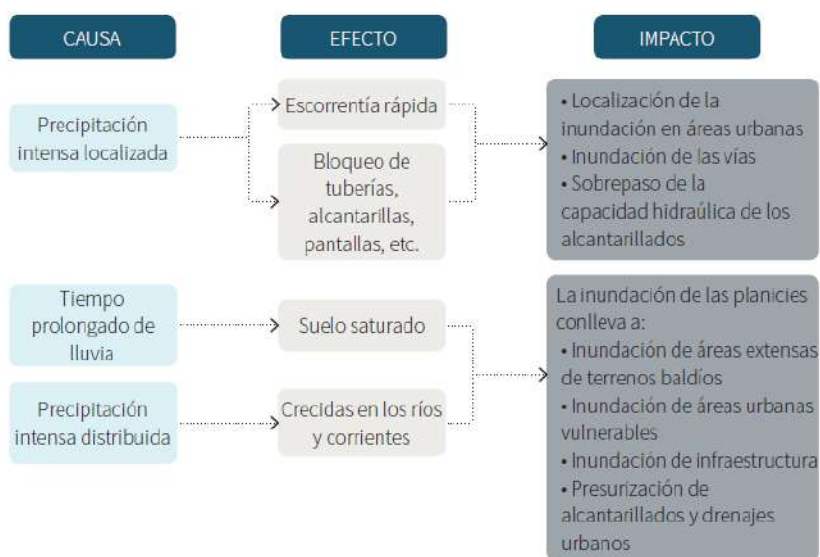 CAUSA
EFECTO
IMPACTO
Precipitación
intensa localizada
Escorrentía rápida
Bloqueo de
tuberías,
alcantarillas,
pantallas, etc.
• Localización de la
inundación en áreas urbanas
• Inundación de las vías
• Sobrepaso de la
capacidad hidráulica de los
alcantarillados
Tiempo
prolongado de
lluvia
Suelo saturado
Precipitación
intensa distribuida
Crecidas en los ríos
y corrientes
La inundación de las planicies
conlleva a:
• Inundación de áreas extensas
de terrenos baldíos
• Inundación de áreas urbanas
vulnerables
• Inundación de infraestructura
• Presurización de
alcantarillados y drenajes
urbanos